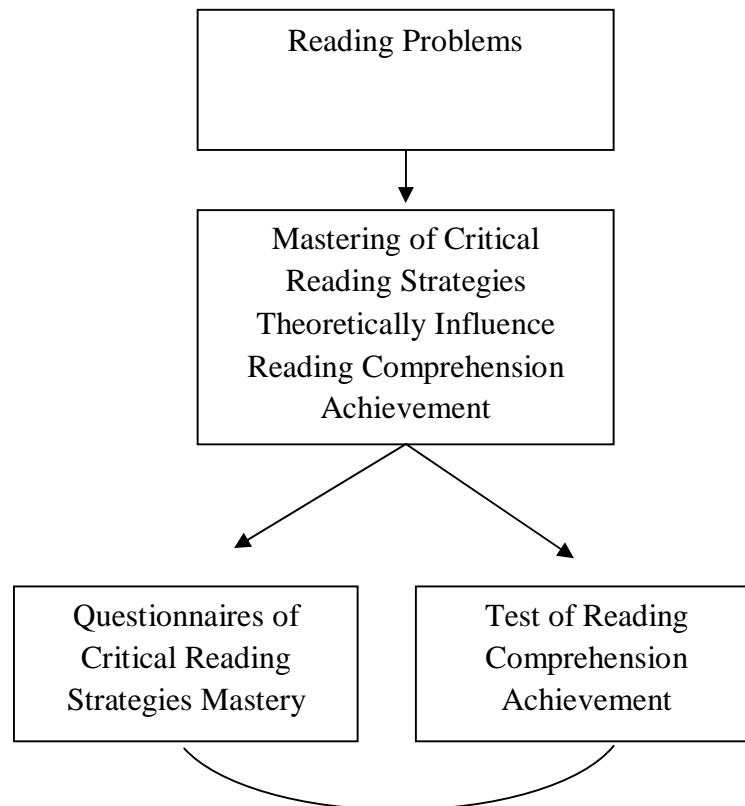 Reading Problems
Mastering of Critical
Reading Strategies
Theoretically Influence
Reading Comprehension
Achievement
Questionnaires of
Critical Reading
Strategies Mastery
Test of Reading
Comprehension
Achievement